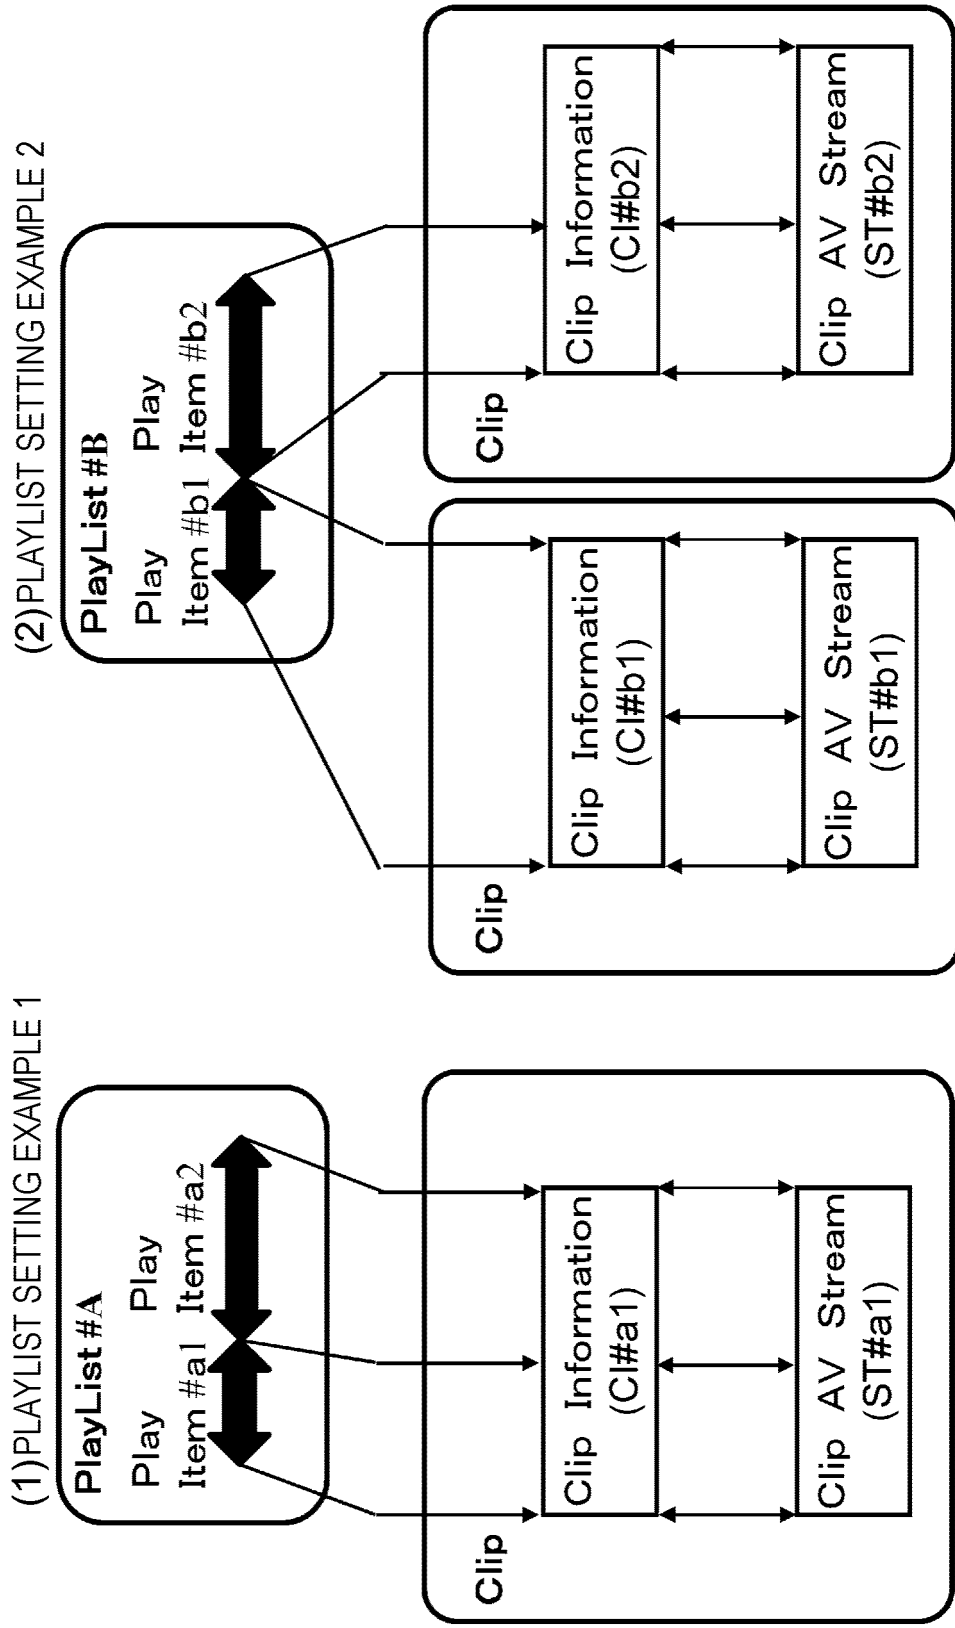 (1)PLAYLIST SETTING EXAMPLE 1
PlayList #A
Play
Item #a1
Play
Item #a2
Clip
Clip Information
(CI#a1)
Clip AV Stream
(ST#a1)
(2)PLAYLIST SETTING EXAMPLE 2
PlayList #B
Play
Item #b1
Play
Item #b2
Clip
Clip Information
(CI#b1)
Clip AV Stream
(ST#b1)
Clip
Clip Information
(CI#b2)
Clip AV Stream
(ST#b2)